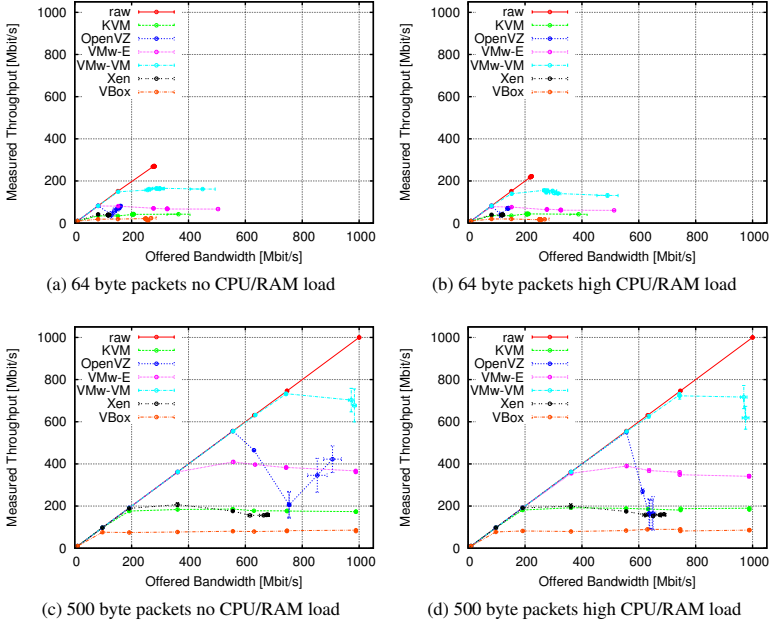 Measured Throughput [Mbit/s]
1000
800
600
400
200
0
raw
KVM
OpenVZ
VMw-E
VMw-VM
Xen
VBox
0 200 400 600 800 1000
Offered Bandwidth [Mbit/s]
(a) 64 byte packets no CPU/RAM load
Measured Throughput [Mbit/s]
1000
800
600
400
200
0
raw
KVM
OpenVZ
VMw-E
VMw-VM
Xen
VBox
0 200 400 600 800 1000
Offered Bandwidth [Mbit/s]
(b) 64 byte packets high CPU/RAM load
Measured Throughput [Mbit/s]
1000
800
600
400
200
0
raw
KVM
OpenVZ
VMw-E
VMw-VM
Xen
VBox
0 200 400 600 800 1000
Offered Bandwidth [Mbit/s]
(c) 500 byte packets no CPU/RAM load
Measured Throughput [Mbit/s]
1000
800
600
400
200
0
raw
KVM
OpenVZ
VMw-E
VMw-VM
Xen
VBox
0 200 400 600 800 1000
Offered Bandwidth [Mbit/s]
(d) 500 byte packets high CPU/RAM load